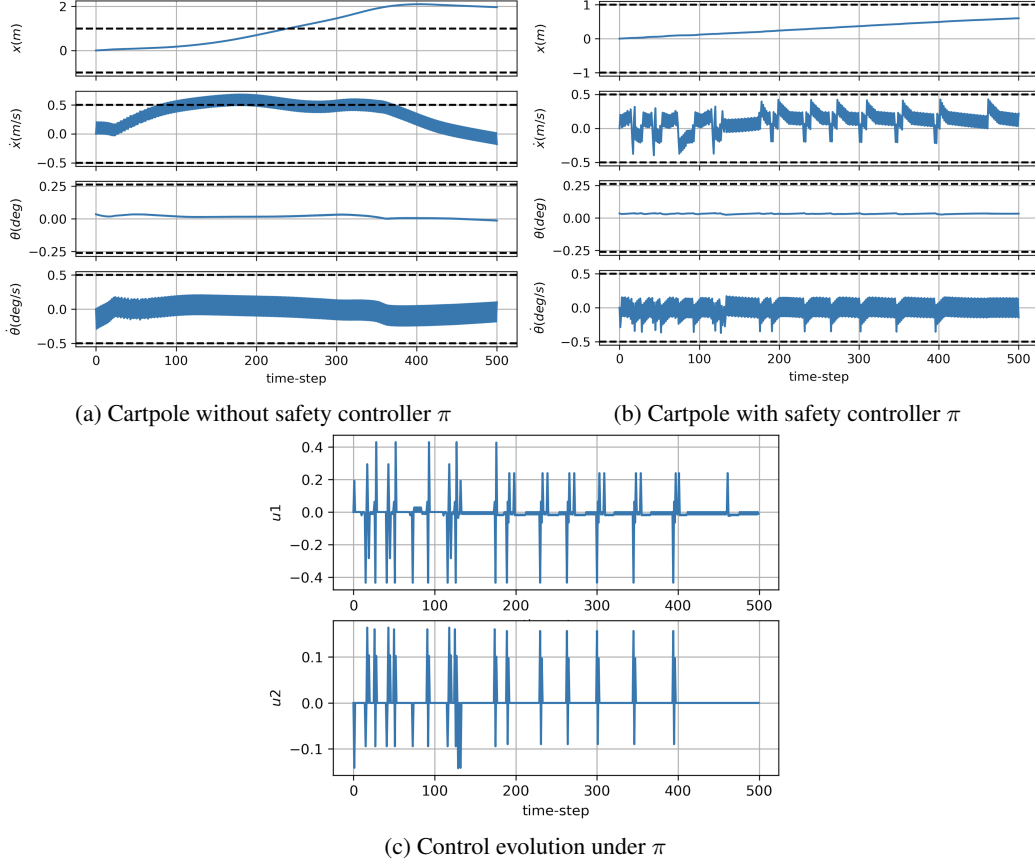 2
0
x(m)
0.5
0.0
−0.5
ẋ(m/s)
0.25
0.00
−0.25
θ(deg)
0.5
0.0
−0.5
θ̇(deg/s)
0 100 200 300 400 500
time-step
(a) Cartpole without safety controller π
1
0
−1
x(m)
0.5
0.0
−0.5
ẋ(m/s)
0.25
0.00
−0.25
θ(deg)
0.5
0.0
−0.5
θ̇(deg/s)
0 100 200 300 400 500
time-step
(b) Cartpole with safety controller π
0.4
0.2
0.0
−0.2
−0.4
u1
0 100 200 300 400 500
0.1
0.0
−0.1
u2
0 100 200 300 400 500
time-step
(c) Control evolution under π